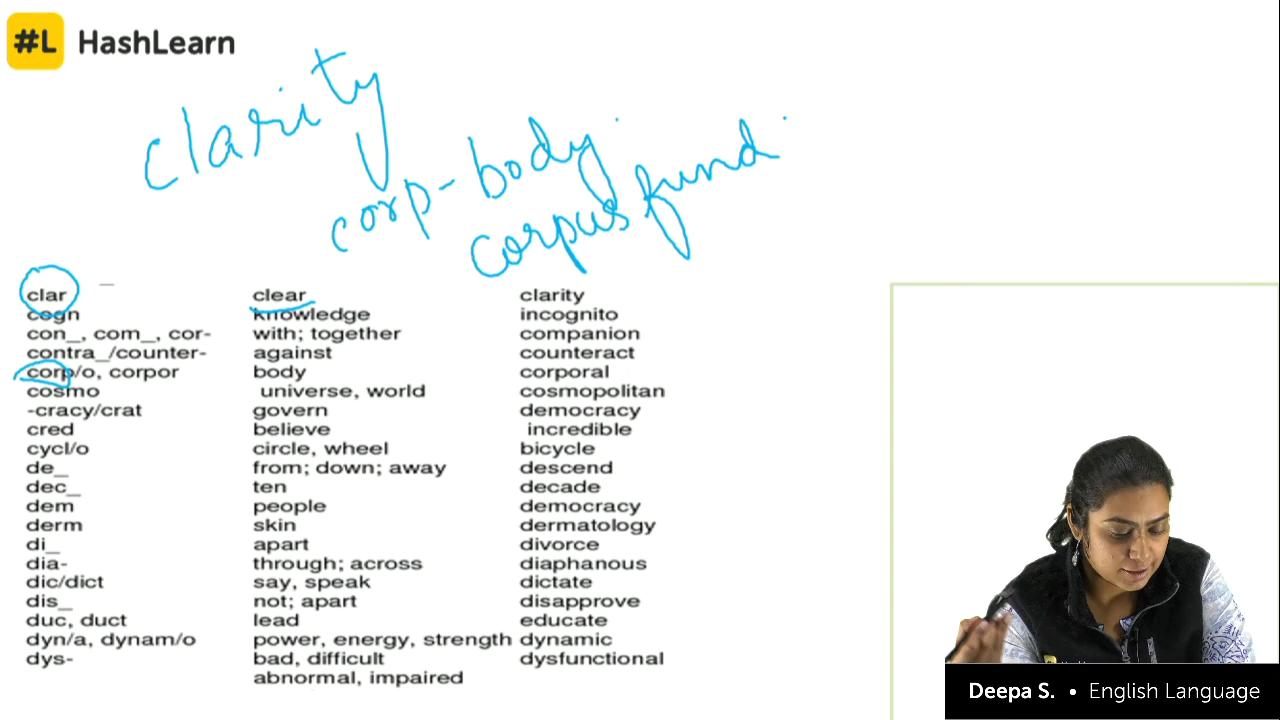 #L HashLearn
clarity
corp-body
corpus fund
clar clear clarity
cogn knowledge incognito
con_, com_, cor- with; together companion
contra_/counter- against counteract
corp/o, corpor body corporal
cosmo universe, world cosmopolitan
-cracy/crat govern democracy
cred believe incredible
cycl/o circle, wheel bicycle
de_ from; down; away descend
dec_ ten decade
dem people democracy
derm skin dermatology
di_ apart divorce
dia- through; across diaphanous
dic/dict say, speak dictate
dis_ not; apart disapprove
duc, duct lead educate
dyn/a, dynam/o power, energy, strength dynamic
dys- bad, difficult dysfunctional
abnormal, impaired
Deepa S. • English Language